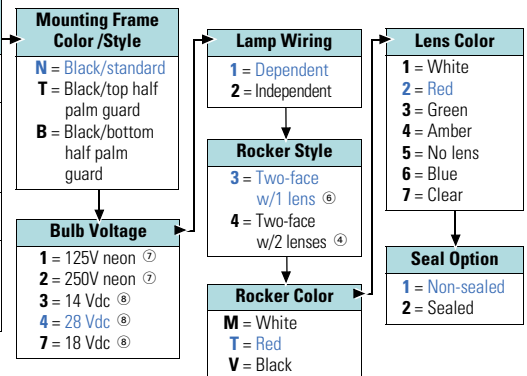 Mounting Frame
Color /Style
N = Black/standard
T = Black/top half
palm guard
B = Black/bottom
half palm
guard
Bulb Voltage
1 = 125V neon ⑦
2 = 250V neon ⑦
3 = 14 Vdc ⑧
4 = 28 Vdc ⑧
7 = 18 Vdc ⑧
Lamp Wiring
1 = Dependent
2 = Independent
Rocker Style
3 = Two-face
w/1 lens ⑥
4 = Two-face
w/2 lenses ④
Rocker Color
M = White
T = Red
V = Black
Lens Color
1 = White
2 = Red
3 = Green
4 = Amber
5 = No lens
6 = Blue
7 = Clear
Seal Option
1 = Non-sealed
2 = Sealed